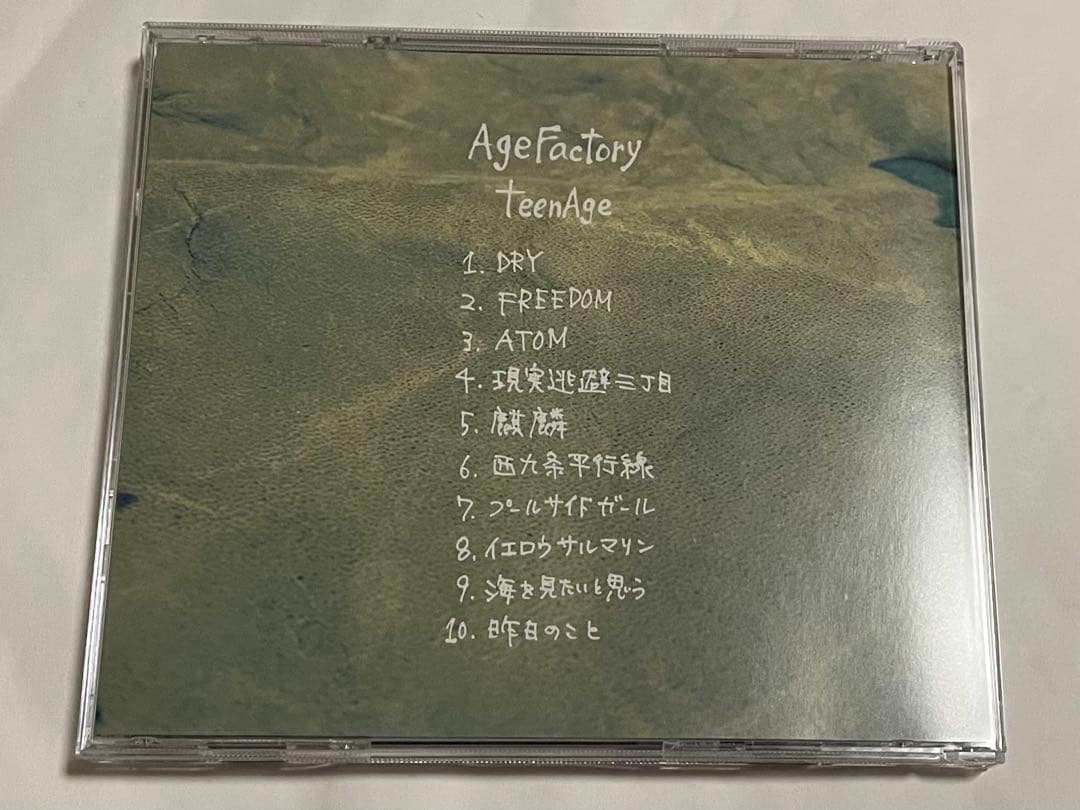 Age Factory
teenAge
1. DRY
2. FREEDOM
3. ATOM
4. 現実逃避三丁目
5. 麒麟
6. 西九条平行線
7. プールサイドガール
8. イエロウサルマリン
9. 海を見たいと思う
10. 昨日のこと